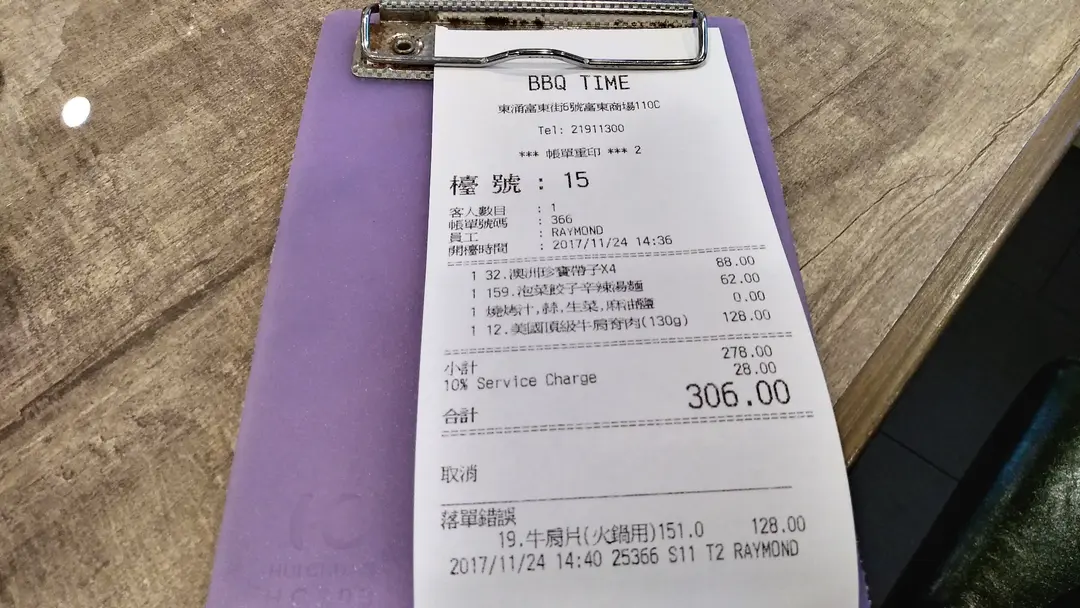 BBQ TIME
東涌富東街6號富東商場110C
Tel: 21911300
*** 帳單重印 *** 2
檯 號 : 15
客人數目 : 1
帳單號碼 : 366
員工 : RAYMOND
開檯時間 : 2017/11/24 14:36
1 32.澳洲珍寶帶子X4 88.00
1 159.泡菜餃子辛辣湯麵 62.00
1 燒烤汁,蒜,生菜,麻油鹽 0.00
1 12.美國頂級牛肩脊肉(130g) 128.00
小計 278.00
10% Service Charge 28.00
合計 306.00
取消
落單錯誤
19.牛肩片(火鍋用)151.0 128.00
2017/11/24 14:40 25366 S11 T2 RAYMOND